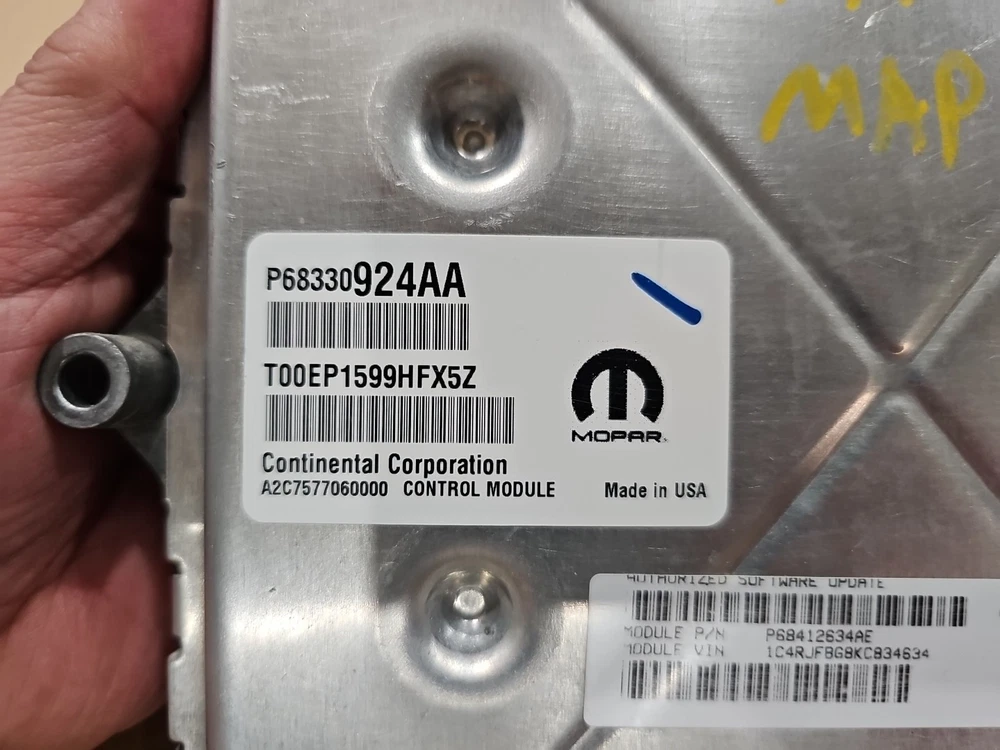 MAP
P68330924AA
T00EP1599HFX5Z
MOPAR
Continental Corporation
A2C7577060000 CONTROL MODULE Made in USA
AUTHORIZED SOFTWARE UPDATE
MODULE P/N P68412634AE
MODULE VIN 1C4RJFBG8KC834634